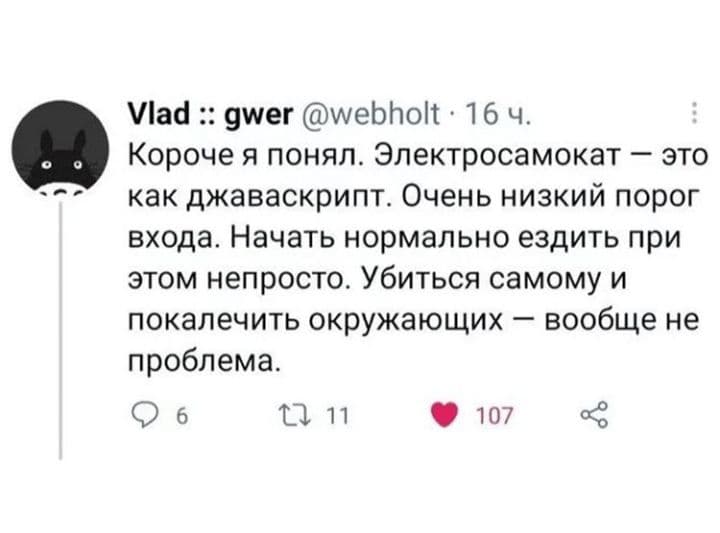 Vlad :: gwer @webholt · 16 ч.
Короче я понял. Электросамокат — это
как джаваскрипт. Очень низкий порог
входа. Начать нормально ездить при
этом непросто. Убиться самому и
покалечить окружающих — вообще не
проблема.
6 11 107